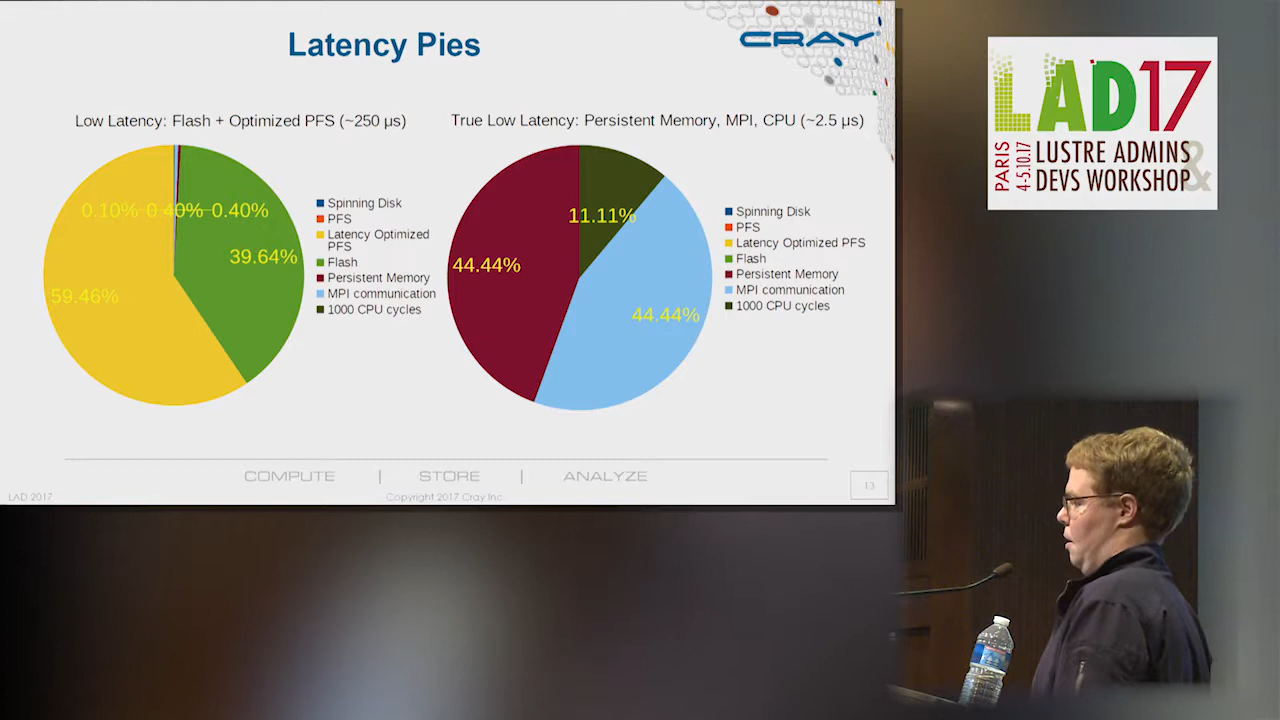 Latency Pies
CRAY
Low Latency: Flash + Optimized PFS (~250 µs)
0.10% 0.40% 0.40%
39.64%
59.46%
Spinning Disk
PFS
Latency Optimized
PFS
Flash
Persistent Memory
MPI communication
1000 CPU cycles
True Low Latency: Persistent Memory, MPI, CPU (~2.5 µs)
11.11%
44.44%
44.44%
Spinning Disk
PFS
Latency Optimized PFS
Flash
Persistent Memory
MPI communication
1000 CPU cycles
COMPUTE | STORE | ANALYZE
LAD 2017
Copyright 2017 Cray Inc.
13
LAD17
PARIS
4-5.10.17
LUSTRE ADMINS
&
DEVS WORKSHOP